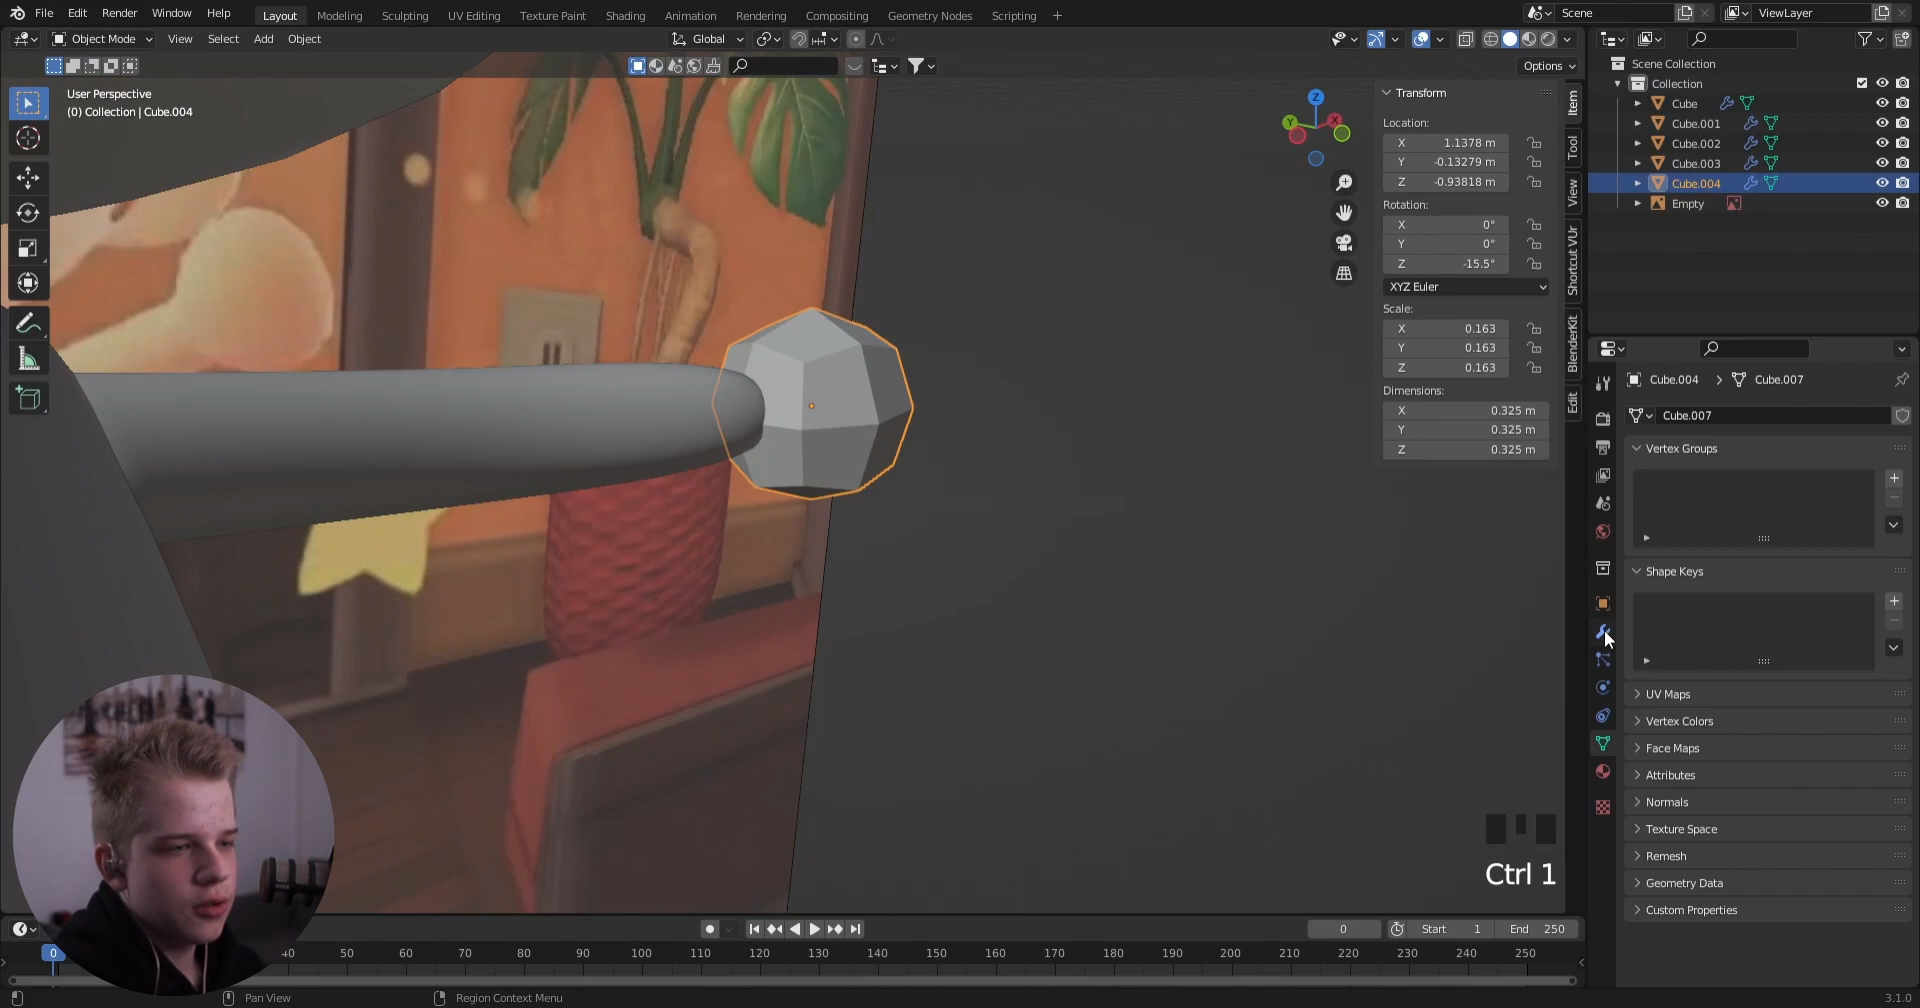 File Edit Render Window Help Layout Modeling Sculpting UV Editing Texture Paint Shading Animation Rendering Compositing Geometry Nodes Scripting + Scene ViewLayer
Object Mode View Select Add Object Global
Options
User Perspective
(0) Collection | Cube.004
Z
Y
X
Transform
Location:
X 1.1378 m
Y -0.13279 m
Z -0.93818 m
Rotation:
X 0°
Y 0°
Z -15.5°
XYZ Euler
Scale:
X 0.163
Y 0.163
Z 0.163
Dimensions:
X 0.325 m
Y 0.325 m
Z 0.325 m
Item
Tool
View
Shortcut VUr
BlenderKit
Edit
Scene Collection
Collection
Cube
Cube.001
Cube.002
Cube.003
Cube.004
Empty
Cube.004 > Cube.007
Cube.007
Vertex Groups
Shape Keys
UV Maps
Vertex Colors
Face Maps
Attributes
Normals
Texture Space
Remesh
Geometry Data
Custom Properties
Ctrl 1
0 Start 1 End 250
0 40 50 60 70 80 90 100 110 120 130 140 150 160 170 180 190 200 210 220 230 240 250
Pan View Region Context Menu 3.1.0